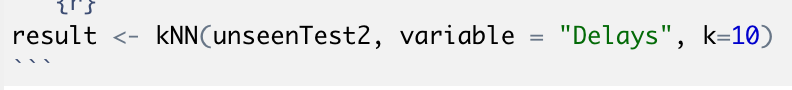 {r}
result <- kNN(unseenTest2, variable = "Delays", k=10)
```